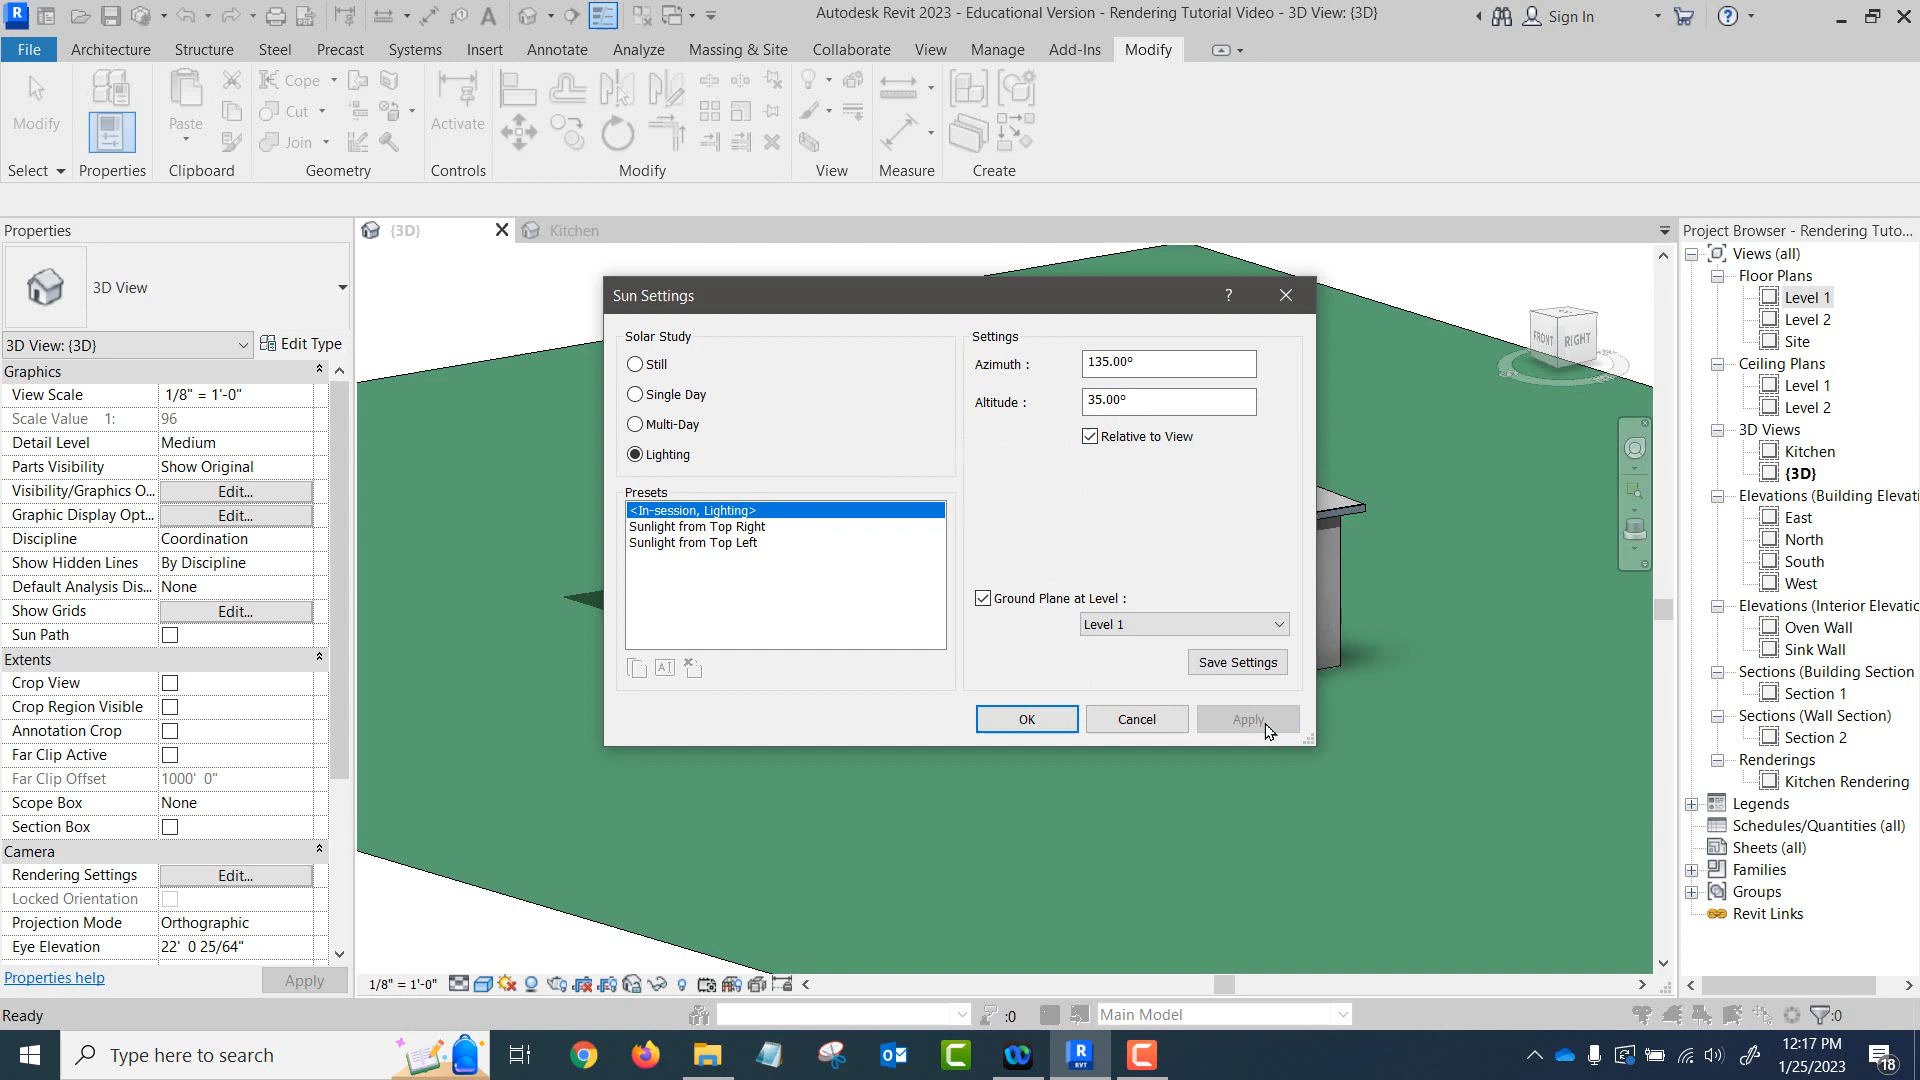 Autodesk Revit 2023 - Educational Version - Rendering Tutorial Video - 3D View: {3D}
Sign In
File Architecture Structure Steel Precast Systems Insert Annotate Analyze Massing & Site Collaborate View Manage Add-Ins Modify
Modify
Paste
Cope
Cut
Join
Activate
Select Properties Clipboard Geometry Controls Modify View Measure Create
Properties
3D View
3D View: {3D}
Edit Type
Graphics
View Scale 1/8" = 1'-0"
Scale Value 1: 96
Detail Level Medium
Parts Visibility Show Original
Visibility/Graphics O... Edit...
Graphic Display Opt... Edit...
Discipline Coordination
Show Hidden Lines By Discipline
Default Analysis Dis... None
Show Grids Edit...
Sun Path
Extents
Crop View
Crop Region Visible
Annotation Crop
Far Clip Active
Far Clip Offset 1000' 0"
Scope Box None
Section Box
Camera
Rendering Settings Edit...
Locked Orientation
Projection Mode Orthographic
Eye Elevation 22' 0 25/64"
Properties help
Apply
{3D}
Kitchen
Sun Settings
?
Solar Study
Still
Single Day
Multi-Day
Lighting
Presets
<In-session, Lighting>
Sunlight from Top Right
Sunlight from Top Left
Settings
Azimuth : 135.00°
Altitude : 35.00°
Relative to View
Ground Plane at Level :
Level 1
Save Settings
OK
Cancel
Apply
FRONT RIGHT
Project Browser - Rendering Tuto...
Views (all)
Floor Plans
Level 1
Level 2
Site
Ceiling Plans
Level 1
Level 2
3D Views
Kitchen
{3D}
Elevations (Building Elevati
East
North
South
West
Elevations (Interior Elevatic
Oven Wall
Sink Wall
Sections (Building Section
Section 1
Sections (Wall Section)
Section 2
Renderings
Kitchen Rendering
Legends
Schedules/Quantities (all)
Sheets (all)
Families
Groups
Revit Links
1/8" = 1'-0"
Ready
:0
Main Model
:0
Type here to search
12:17 PM
1/25/2023
18